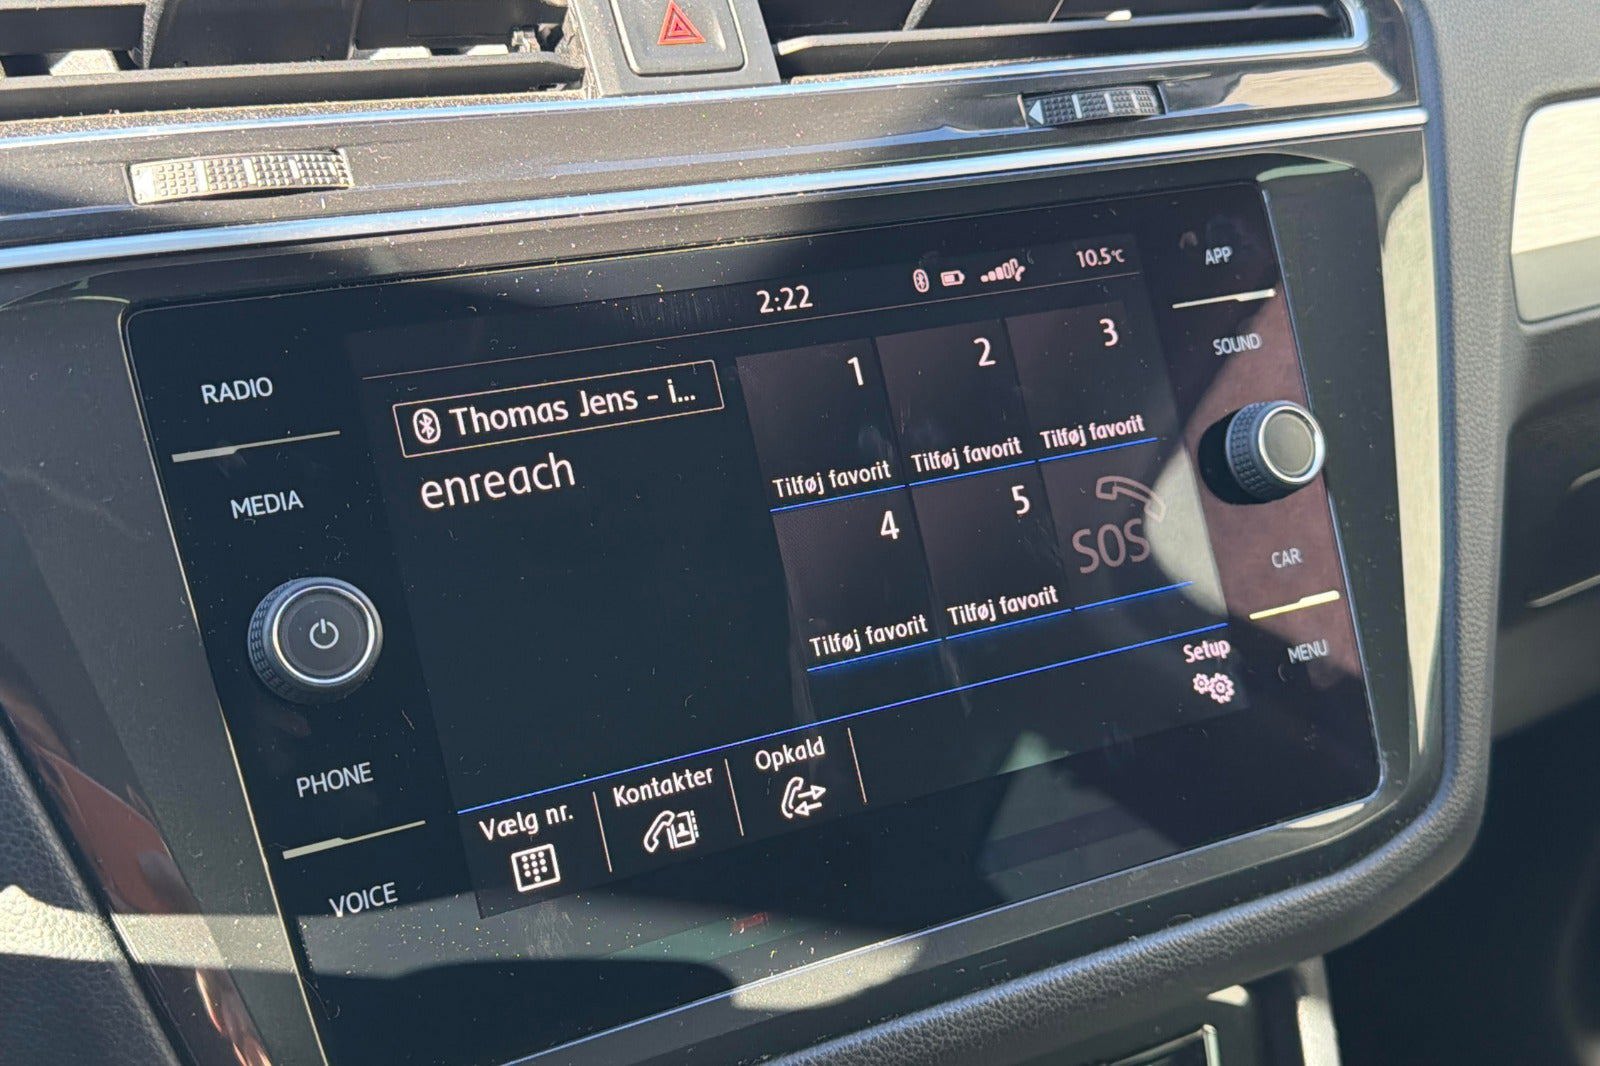 2:22
10.5°C
RADIO
MEDIA
PHONE
VOICE
Thomas Jens - i...
enreach
1
Tilføj favorit
2
Tilføj favorit
3
Tilføj favorit
4
Tilføj favorit
5
Tilføj favorit
SOS
Vælg nr.
Kontakter
Opkald
Setup
APP
SOUND
CAR
MENU